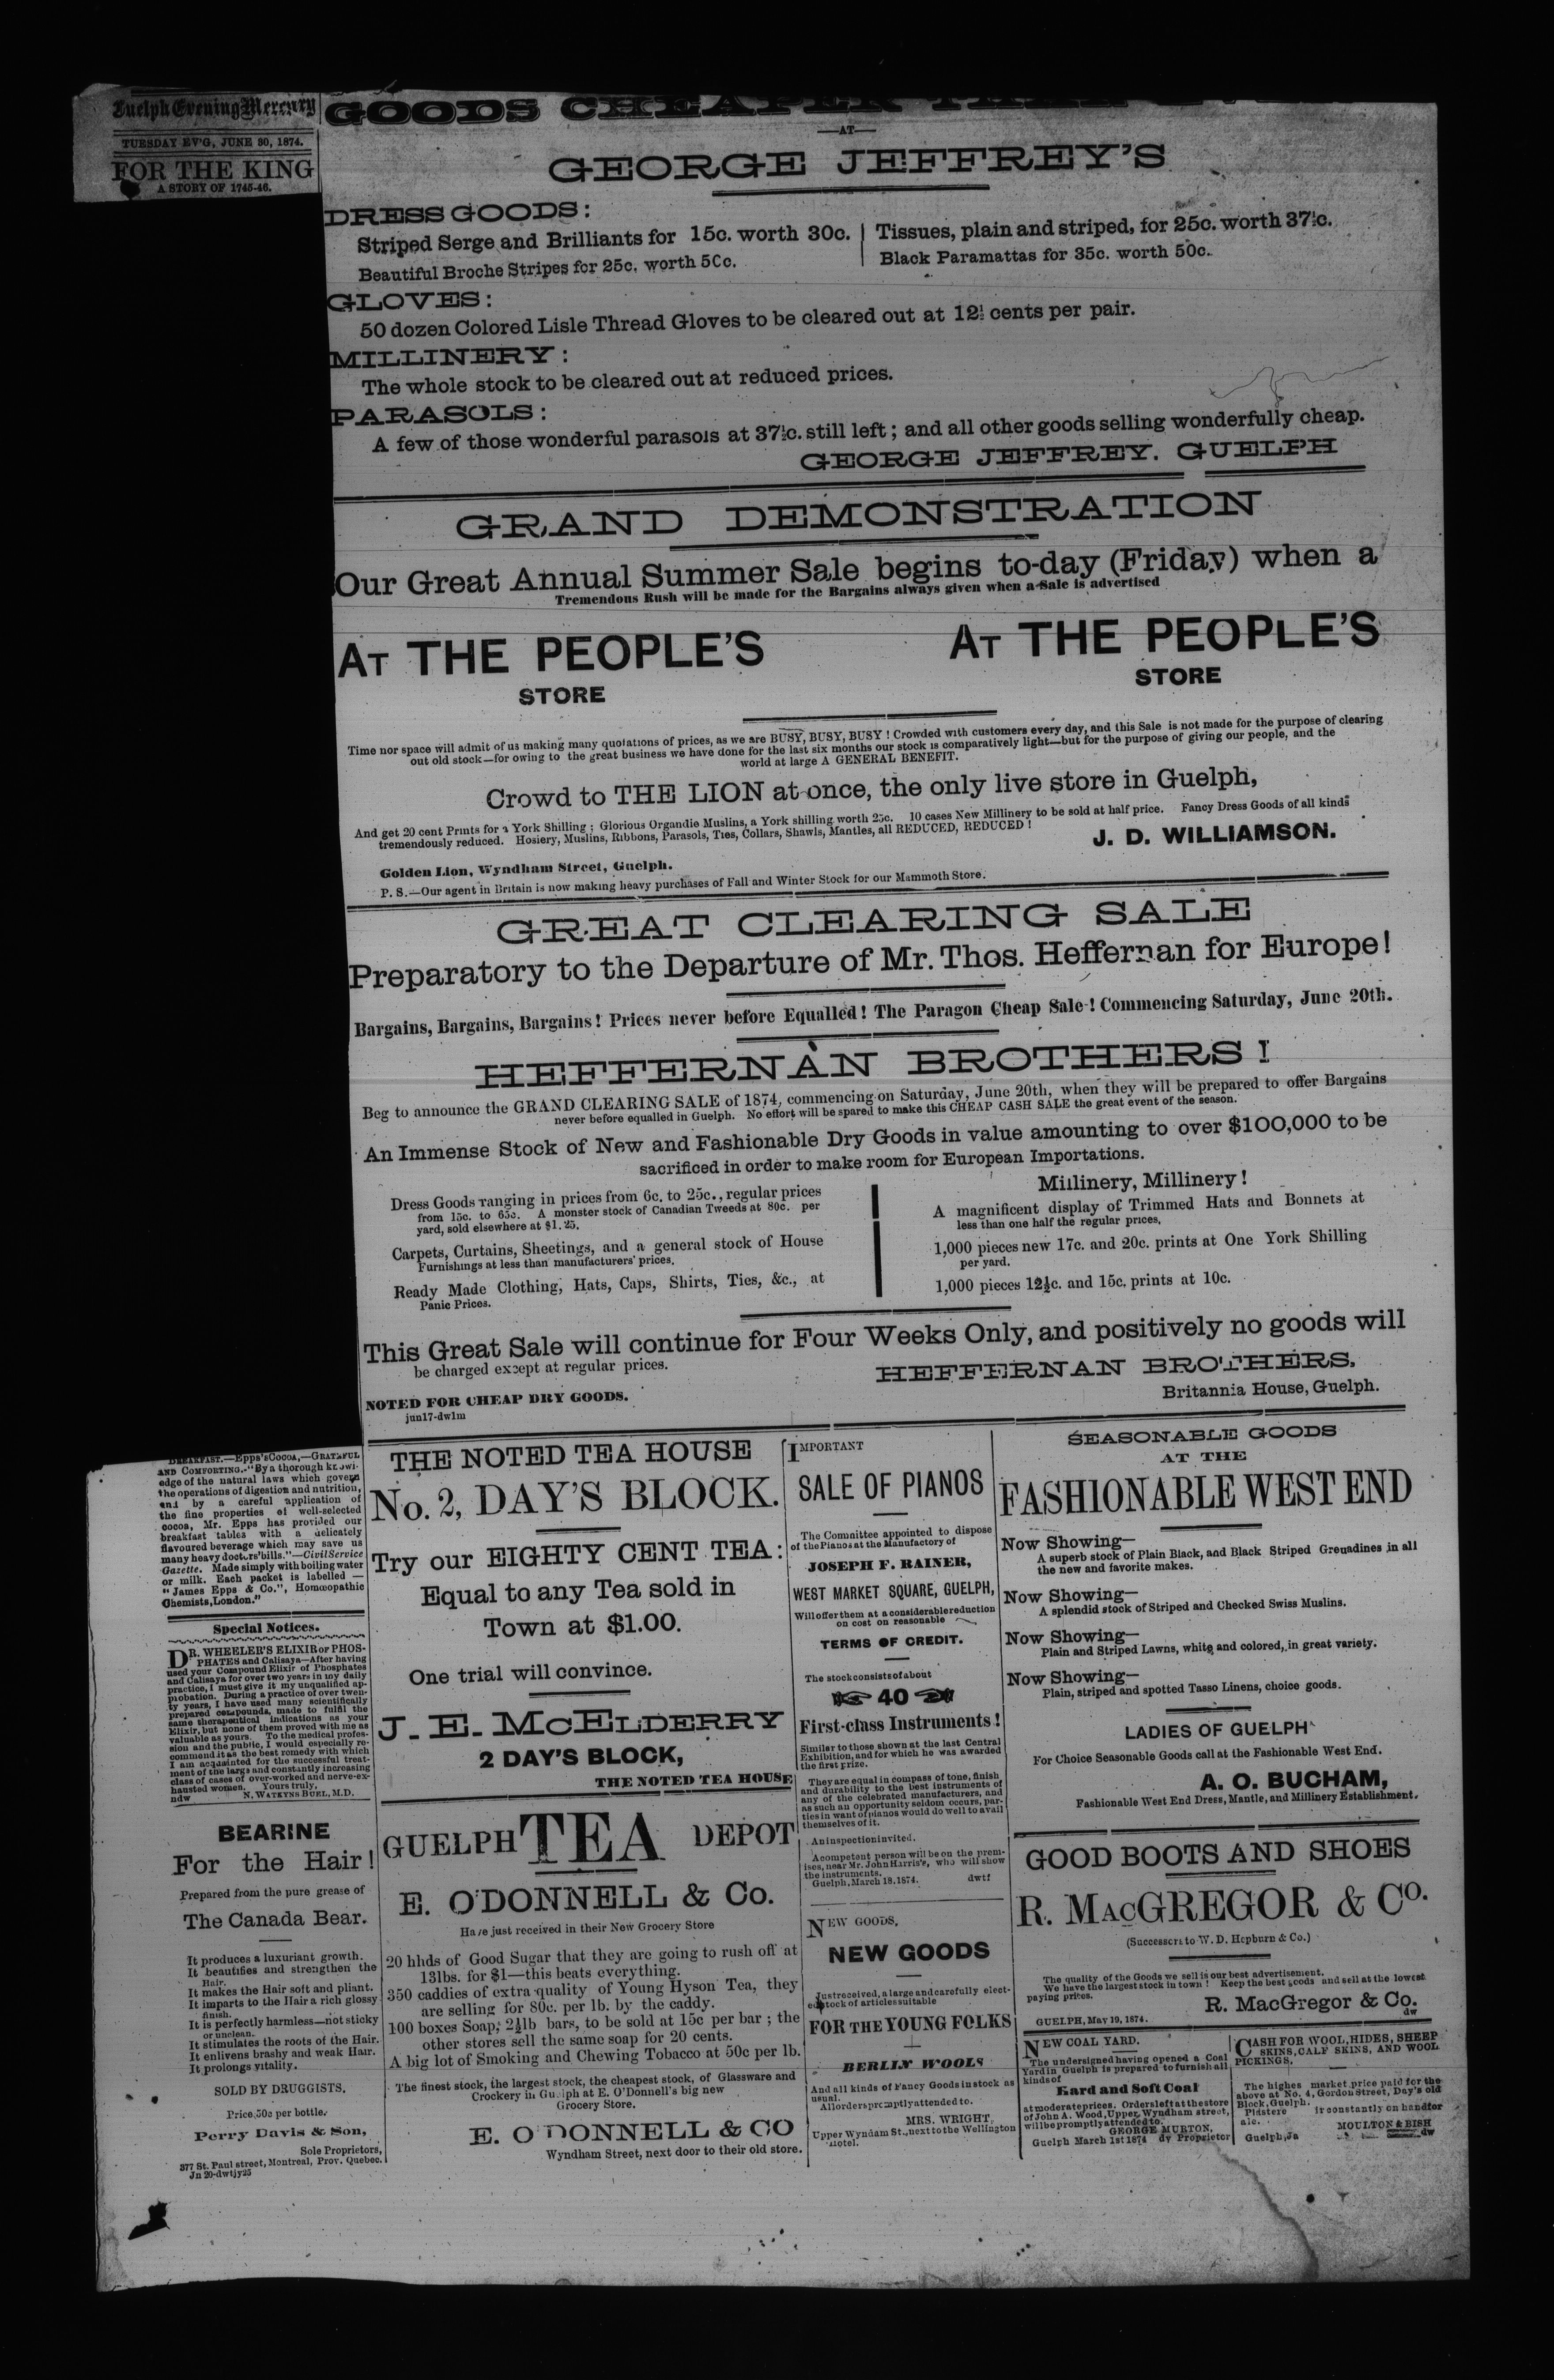 Guelph Evening Mercury
TUESDAY EV'G, JUNE 30, 1874.
FOR THE KING
A STORY OF 1745-46.
GOODS CHEAPER THAN
—AT—
GEORGE JEFFREY'S
DRESS GOODS:
Striped Serge and Brilliants for 15c. worth 30c.
Beautiful Broche Stripes for 25c. worth 50c.
Tissues, plain and striped, for 25c. worth 37½c.
Black Paramattas for 35c. worth 50c.
GLOVES:
50 dozen Colored Lisle Thread Gloves to be cleared out at 12½ cents per pair.
MILLINERY:
The whole stock to be cleared out at reduced prices.
PARASOLS:
A few of those wonderful parasols at 37½c. still left; and all other goods selling wonderfully cheap.
GEORGE JEFFREY. GUELPH
GRAND DEMONSTRATION
Our Great Annual Summer Sale begins to-day (Friday) when a
Tremendous Rush will be made for the Bargains always given when a Sale is advertised
AT THE PEOPLE'S
STORE
AT THE PEOPLE'S
STORE
Time nor space will admit of us making many quotations of prices, as we are BUSY, BUSY, BUSY! Crowded with customers every day, and this Sale is not made for the purpose of clearing
out old stock—for owing to the great business we have done for the last six months our stock is comparatively light—but for the purpose of giving our people, and the
world at large A GENERAL BENEFIT.
Crowd to THE LION at once, the only live store in Guelph,
And get 20 cent Prints for a York Shilling; Glorious Organdie Muslins, a York shilling worth 25c. 10 cases New Millinery to be sold at half price. Fancy Dress Goods of all kinds
tremendously reduced. Hosiery, Muslins, Ribbons, Parasols, Ties, Collars, Shawls, Mantles, all REDUCED, REDUCED!
J. D. WILLIAMSON.
Golden Lion, Wyndham Street, Guelph.
P. S.—Our agent in Britain is now making heavy purchases of Fall and Winter Stock for our Mammoth Store.
GREAT CLEARING SALE
Preparatory to the Departure of Mr. Thos. Heffernan for Europe!
Bargains, Bargains, Bargains! Prices never before Equalled! The Paragon Cheap Sale! Commencing Saturday, June 20th.
HEFFERNAN BROTHERS!
Beg to announce the GRAND CLEARING SALE of 1874, commencing on Saturday, June 20th, when they will be prepared to offer Bargains
never before equalled in Guelph. No effort will be spared to make this CHEAP CASH SALE the great event of the season.
An Immense Stock of New and Fashionable Dry Goods in value amounting to over $100,000 to be
sacrificed in order to make room for European Importations.
Dress Goods ranging in prices from 6c. to 25c., regular prices
from 15c. to 65c. A monster stock of Canadian Tweeds at 80c. per
yard, sold elsewhere at $1.25.
Carpets, Curtains, Sheetings, and a general stock of House
Furnishings at less than manufacturers' prices.
Ready Made Clothing, Hats, Caps, Shirts, Ties, &c., at
Panic Prices.
Millinery, Millinery!
A magnificent display of Trimmed Hats and Bonnets at
less than one half the regular prices.
1,000 pieces new 17c. and 20c. prints at One York Shilling
per yard.
1,000 pieces 12½c. and 15c. prints at 10c.
This Great Sale will continue for Four Weeks Only, and positively no goods will
be charged except at regular prices.
HEFFERNAN BROTHERS,
Britannia House, Guelph.
NOTED FOR CHEAP DRY GOODS.
jun17-dw1m
BREAKFAST.—Epps's Cocoa,—GRATEFUL
AND COMFORTING.—"By a thorough knowl-
edge of the natural laws which govern
the operations of digestion and nutrition,
and by a careful application of
the fine properties of well-selected
cocoa, Mr. Epps has provided our
breakfast tables with a delicately
flavoured beverage which may save us
many heavy doctors' bills."—Civil Service
Gazette. Made simply with boiling water
or milk. Each packet is labelled—
"James Epps & Co.", Homœopathic
Chemists, London."
Special Notices.
DR. WHEELER'S ELIXIR OF PHOS-
PHATES and Calisaya—After having
used your Compound Elixir of Phosphates
and Calisaya for over two years in my daily
practice, I must give it my unqualified ap-
probation. During a practice of over twen-
ty years, I have used many scientifically
prepared compounds, made to fulfil the
same therapeutical indications as your
Elixir, but none of them proved with me as
valuable as yours. To the medical profes-
sion and the public, I would especially re-
commend it as the best remedy with which
I am acquainted for the successful treat-
ment of the large and constantly increasing
class of cases of over-worked and nerve-ex-
hausted women. Yours truly,
ndw N. WATKYNS BUEL, M.D.
BEARINE
For the Hair!
Prepared from the pure grease of
The Canada Bear.
It produces a luxuriant growth.
It beautifies and strengthen the
Hair.
It makes the Hair soft and pliant.
It imparts to the Hair a rich glossy
finish.
It is perfectly harmless—not sticky
or unclean.
It stimulates the roots of the Hair.
It enlivens brashy and weak Hair.
It prolongs vitality.
SOLD BY DRUGGISTS.
Price, 50c per bottle.
Perry Davis & Son,
Sole Proprietors,
377 St. Paul street, Montreal, Prov. Quebec.
Jn 20-dwtjy25
THE NOTED TEA HOUSE
No. 2, DAY'S BLOCK.
Try our EIGHTY CENT TEA:
Equal to any Tea sold in
Town at $1.00.
One trial will convince.
J. E. McELDERRY
2 DAY'S BLOCK,
THE NOTED TEA HOUSE
GUELPH TEA DEPOT
E. O'DONNELL & Co.
Have just received in their New Grocery Store
20 hhds of Good Sugar that they are going to rush off at
13lbs. for $1—this beats everything.
350 caddies of extra quality of Young Hyson Tea, they
are selling for 80c. per lb. by the caddy.
100 boxes Soap, 2½lb bars, to be sold at 15c per bar; the
other stores sell the same soap for 20 cents.
A big lot of Smoking and Chewing Tobacco at 50c per lb.
The finest stock, the largest stock, the cheapest stock, of Glassware and
Crockery in Guelph at E. O'Donnell's big new
Grocery Store.
E. O'DONNELL & CO
Wyndham Street, next door to their old store.
IMPORTANT
SALE OF PIANOS
The Committee appointed to dispose
of the Pianos at the Manufactory of
JOSEPH F. RAINER,
WEST MARKET SQUARE, GUELPH,
Will offer them at a considerable reduction
on cost on reasonable
TERMS OF CREDIT.
The stock consists of about
40
First-class Instruments!
Similar to those shown at the last Central
Exhibition, and for which he was awarded
the first prize.
They are equal in compass of tone, finish
and durability to the best instruments of
any of the celebrated manufacturers, and
as such an opportunity seldom occurs, par-
ties in want of pianos would do well to avail
themselves of it.
An inspection invited.
A competent person will be on the prem-
ises, near Mr. John Harris's, who will show
the instruments.
Guelph, March 18, 1874. dwtf
NEW GOODS.
NEW GOODS
Just received, a large and carefully elect-
ed stock of articles suitable
FOR THE YOUNG FOLKS
BERLIN WOOLS
And all kinds of Fancy Goods in stock as
usual.
All orders promptly attended to.
MRS. WRIGHT,
Upper Wyndam St., next to the Wellington
Hotel.
SEASONABLE GOODS
AT THE
FASHIONABLE WEST END
Now Showing—
A superb stock of Plain Black, and Black Striped Grenadines in all
the new and favorite makes.
Now Showing—
A splendid stock of Striped and Checked Swiss Muslins.
Now Showing—
Plain and Striped Lawns, white and colored, in great variety.
Now Showing—
Plain, striped and spotted Tasso Linens, choice goods.
LADIES OF GUELPH
For Choice Seasonable Goods call at the Fashionable West End.
A. O. BUCHAM,
Fashionable West End Dress, Mantle, and Millinery Establishment.
GOOD BOOTS AND SHOES
R. MACGREGOR & CO.
(Successors to W. D. Hepburn & Co.)
The quality of the Goods we sell is our best advertisement.
We have the largest stock in town! Keep the best goods and sell at the lowest
paying prices.
R. MacGregor & Co.
GUELPH, May 19, 1874. dw
NEW COAL YARD.
The undersigned having opened a Coal
Yard in Guelph is prepared to furnish all
kinds of
Hard and Soft Coal
at moderate prices. Orders left at the store
of John A. Wood, Upper Wyndham street,
will be promptly attended to.
GEORGE MURTON,
Guelph March 1st 1874 dy Proprietor
CASH FOR WOOL, HIDES, SHEEP
SKINS, CALF SKINS, AND WOOL
PICKINGS.
The highes market price paid for the
above at No. 4, Gordon Street, Day's old
Block, Guelph.
Plastere ir constantly on hand for
ale.
MOULTON & BISH
Guelph, Ja dw